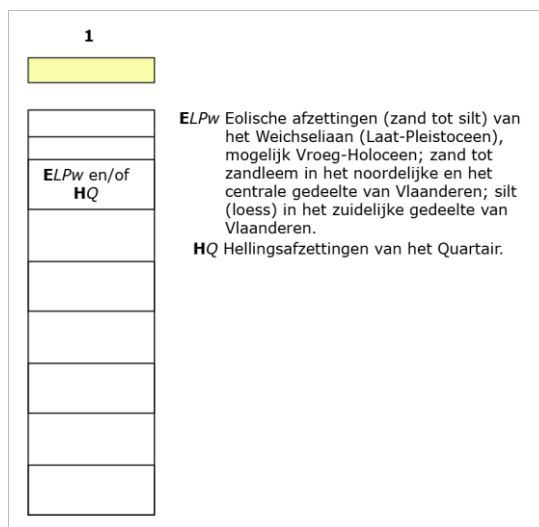 1
ELPw en/of
HQ
ELPw Eolische afzettingen (zand tot silt) van
het Weichseliaan (Laat-Pleistoceen),
mogelijk Vroeg-Holoceen; zand tot
zandleem in het noordelijke en het
centrale gedeelte van Vlaanderen; silt
(loess) in het zuidelijke gedeelte van
Vlaanderen.
HQ Hellingsafzettingen van het Quartair.